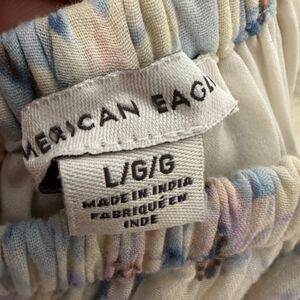 MERICAN EAGL
L/G/G
MADE IN INDIA
FABRIQUÉ EN
INDE